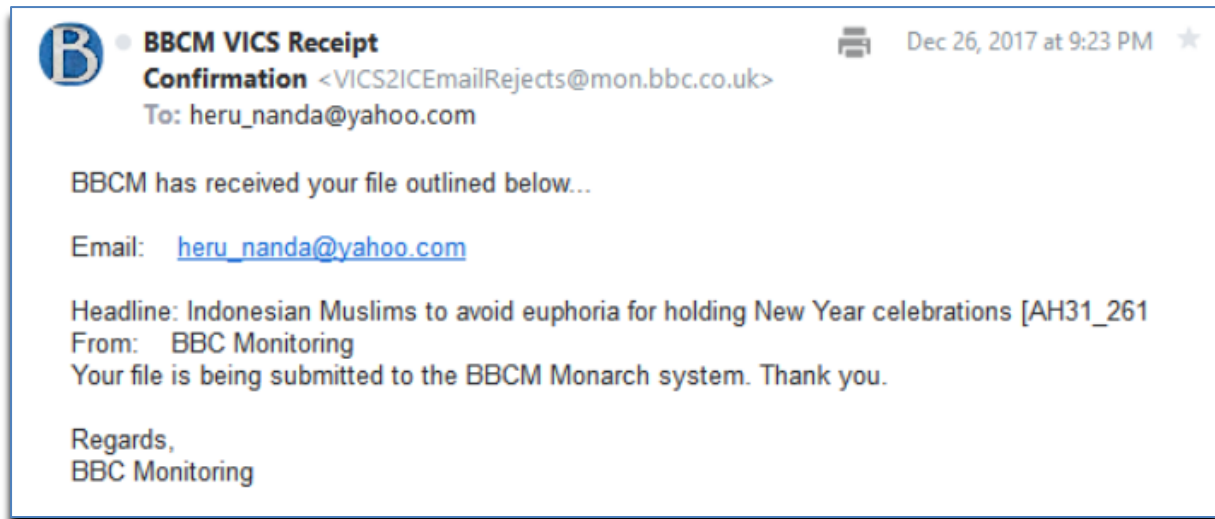 B
BBCM VICS Receipt
Dec 26, 2017 at 9:23 PM
Confirmation <VICS2ICEmailRejects@mon.bbc.co.uk>
To: heru_nanda@yahoo.com
BBCM has received your file outlined below...
Email: heru_nanda@yahoo.com
Headline: Indonesian Muslims to avoid euphoria for holding New Year celebrations [AH31_261
From: BBC Monitoring
Your file is being submitted to the BBCM Monarch system. Thank you.
Regards,
BBC Monitoring